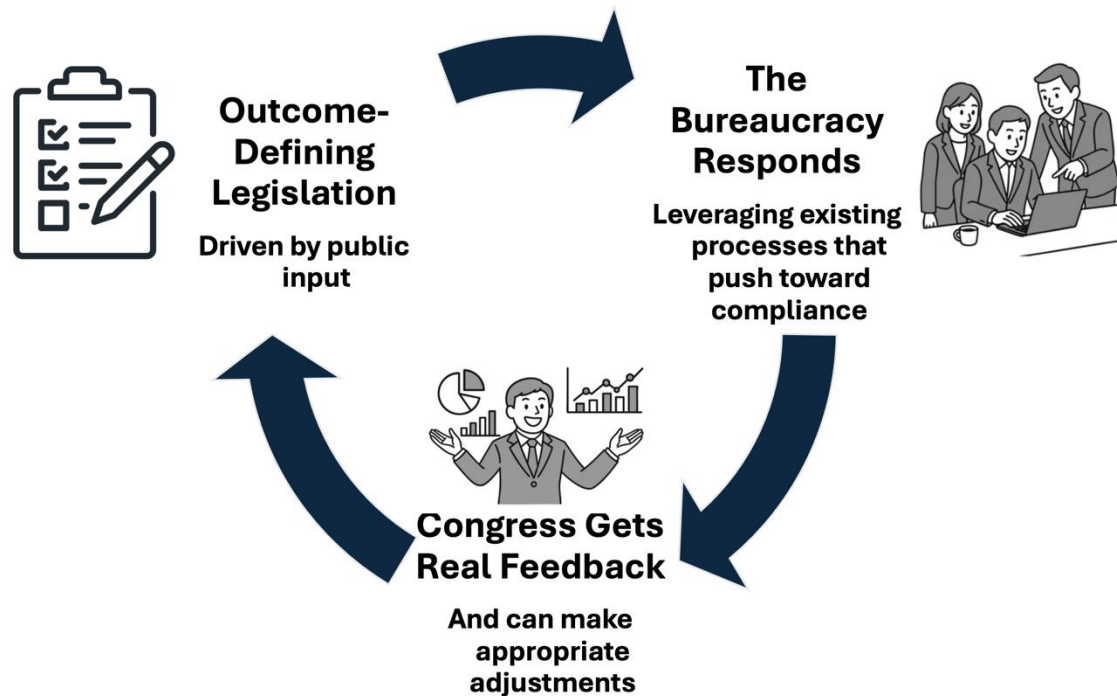 Outcome-
Defining
Legislation
Driven by public
input
The
Bureaucracy
Responds
Leveraging existing
processes that
push toward
compliance
Congress Gets
Real Feedback
And can make
appropriate
adjustments